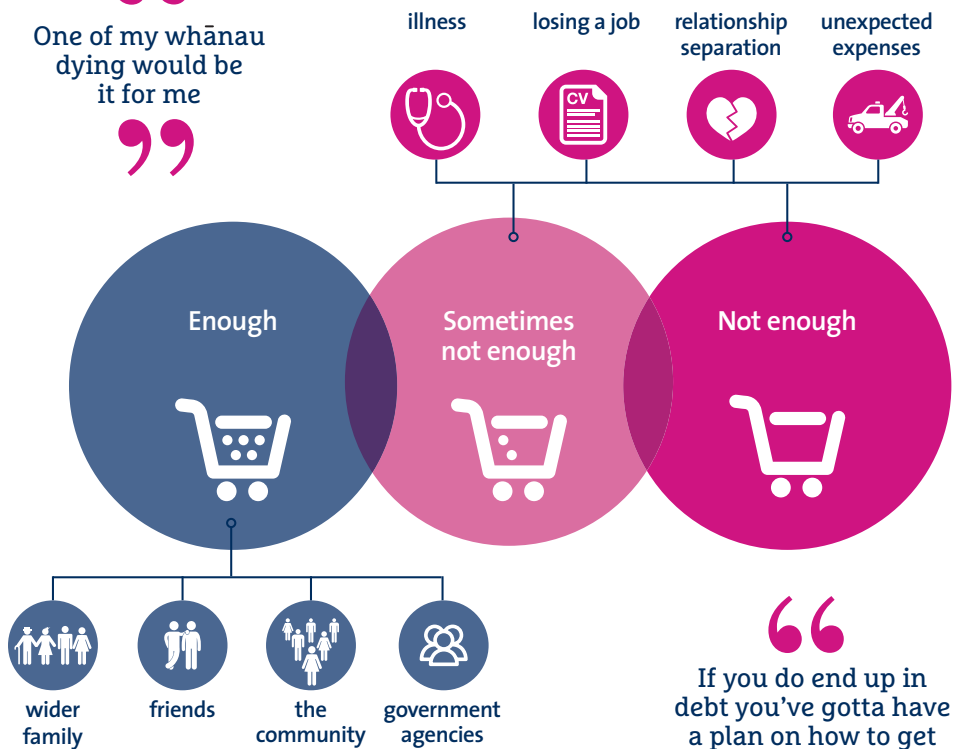 One of my whānau
dying would be
it for me
”
illness
losing a job
relationship
separation
unexpected
expenses
CV
Enough
Sometimes
not enough
Not enough
wider
family
friends
the
community
government
agencies
“
If you do end up in
debt you’ve gotta have
a plan on how to get